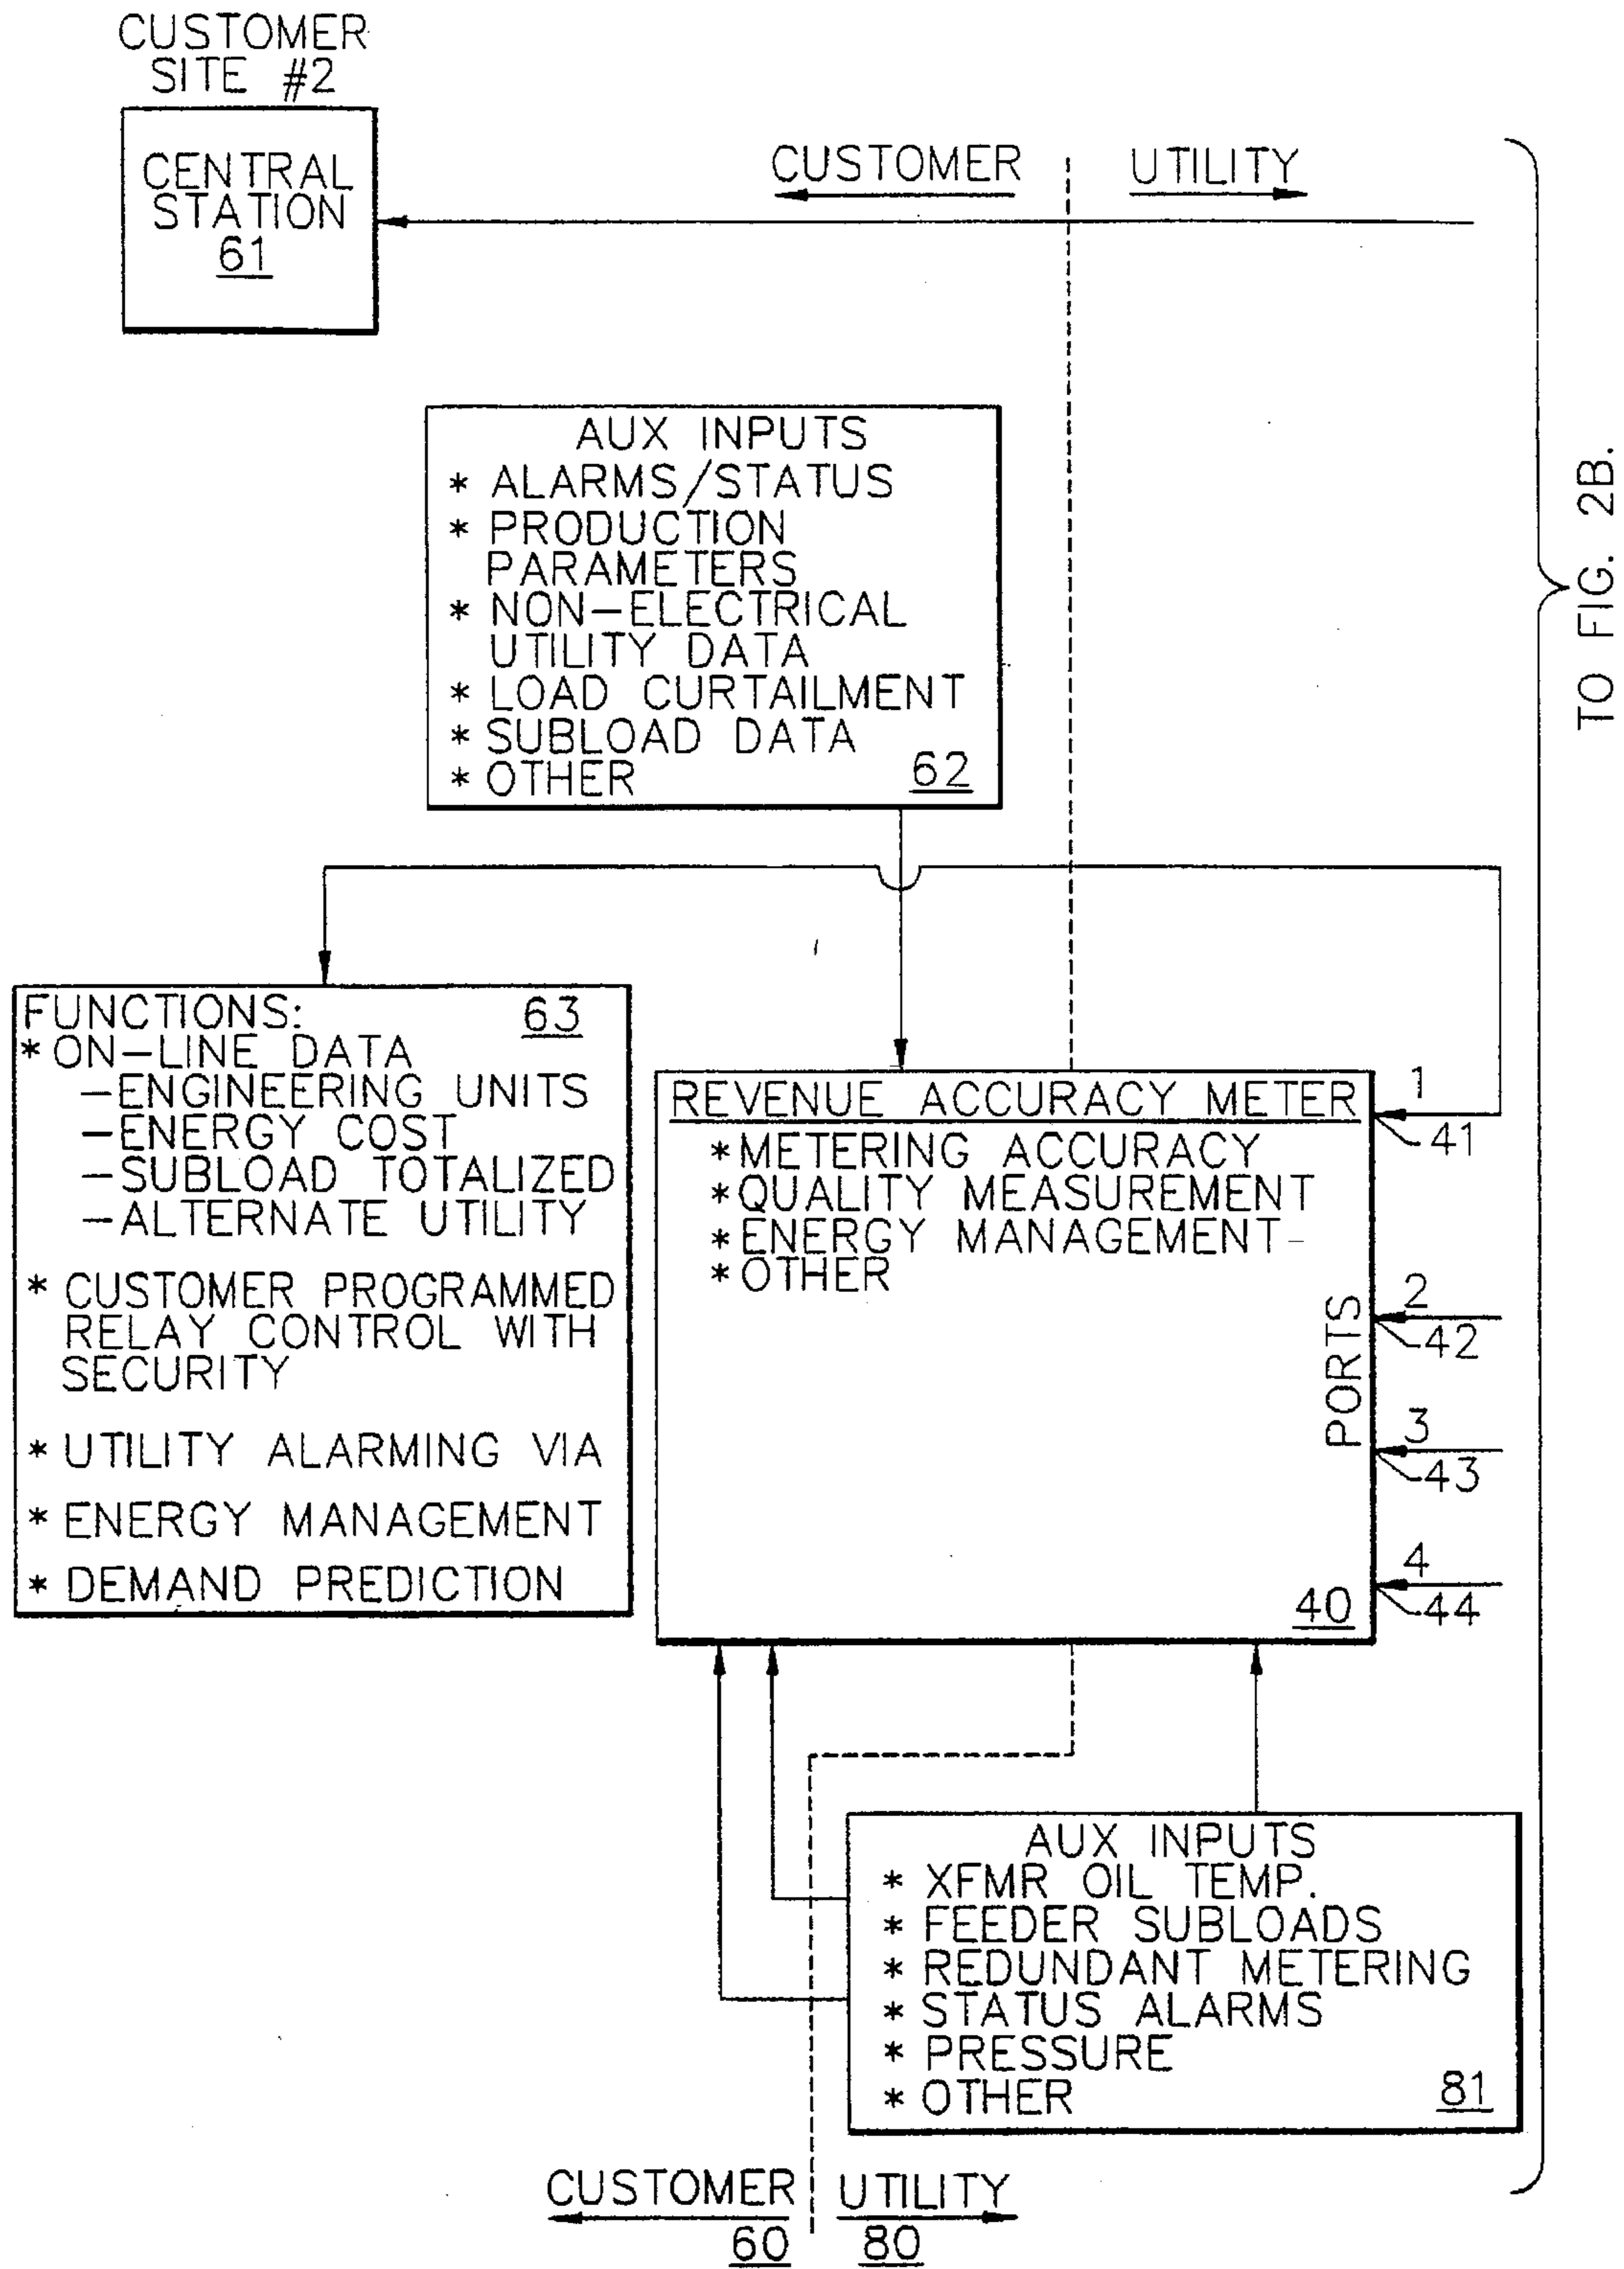 CUSTOMER
SITE #2
CENTRAL
STATION
61
CUSTOMER
UTILITY
TO FIG. 2B.
AUX INPUTS
* ALARMS/STATUS
* PRODUCTION
PARAMETERS
* NON-ELECTRICAL
UTILITY DATA
* LOAD CURTAILMENT
* SUBLOAD DATA
* OTHER
62
FUNCTIONS:
63
* ON-LINE DATA
-ENGINEERING UNITS
-ENERGY COST
-SUBLOAD TOTALIZED
-ALTERNATE UTILITY
* CUSTOMER PROGRAMMED
RELAY CONTROL WITH
SECURITY
* UTILITY ALARMING VIA
* ENERGY MANAGEMENT
* DEMAND PREDICTION
REVENUE ACCURACY METER
* METERING ACCURACY
* QUALITY MEASUREMENT
* ENERGY MANAGEMENT
* OTHER
PORTS
40
1
41
2
42
3
43
4
44
AUX INPUTS
* XFMR OIL TEMP.
* FEEDER SUBLOADS
* REDUNDANT METERING
* STATUS ALARMS
* PRESSURE
* OTHER
81
CUSTOMER
60
UTILITY
80